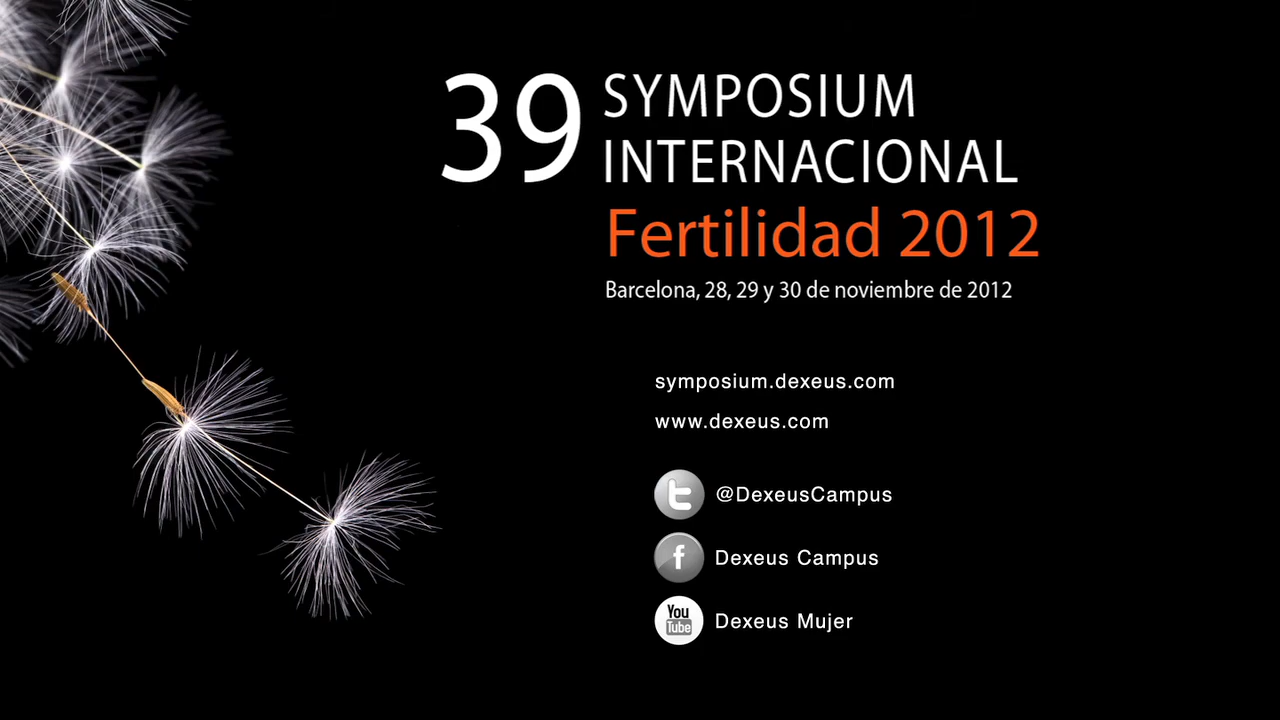 39 SYMPOSIUM
INTERNACIONAL
Fertilidad 2012
Barcelona, 28, 29 y 30 de noviembre de 2012
symposium.dexeus.com
www.dexeus.com
t @DexeusCampus
f Dexeus Campus
You Tube Dexeus Mujer